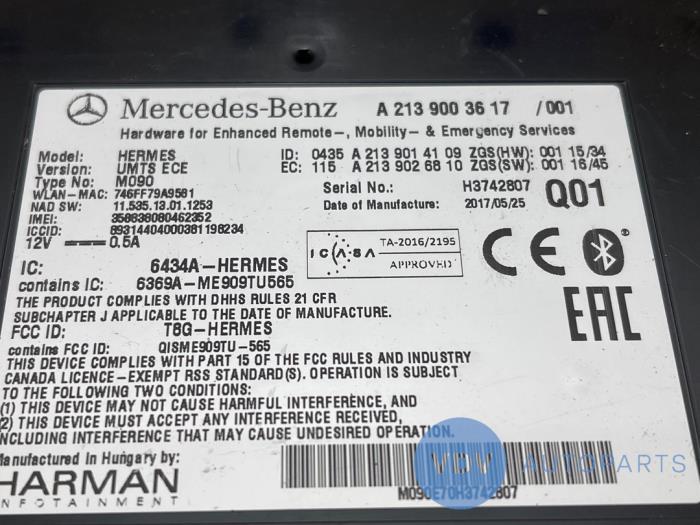 Mercedes-Benz A 213 900 36 17 /001
Hardware for Enhanced Remote-, Mobility- & Emergency Services
Model: HERMES ID: 0435 A 213 901 41 09 ZGS(HW): 001 15/34
Version: UMTS ECE EC: 115 A 213 902 68 10 ZGS(SW): 001 16/45
Type No: M090
WLAN-MAC: 746FF79A9581 Serial No.: H3742807 Q01
NAD SW: 11.535.13.01.1253 Date of Manufacture: 2017/05/25
IMEI: 358838080462352
ICCID: 89314404000381198234
12V 0.5A
ICASA TA-2016/2195
APPROVED
CE
IC: 6434A-HERMES
contains IC: 6369A-ME909TU565
EAC
THE PRODUCT COMPLIES WITH DHHS RULES 21 CFR
SUBCHAPTER J APPLICABLE TO THE DATE OF MANUFACTURE.
FCC ID: T8G-HERMES
contains FCC ID: QISME909TU-565
THIS DEVICE COMPLIES WITH PART 15 OF THE FCC RULES AND INDUSTRY
CANADA LICENCE-EXEMPT RSS STANDARD(S). OPERATION IS SUBJECT
TO THE FOLLOWING TWO CONDITIONS:
(1) THIS DEVICE MAY NOT CAUSE HARMFUL INTERFERENCE, AND
(2) THIS DEVICE MUST ACCEPT ANY INTERFERENCE RECEIVED,
INCLUDING INTERFERENCE THAT MAY CAUSE UNDESIRED OPERATION.
Manufactured in Hungary by:
HARMAN
INFOTAINMENT
M090E70H3742807
VDV AUTOPARTS